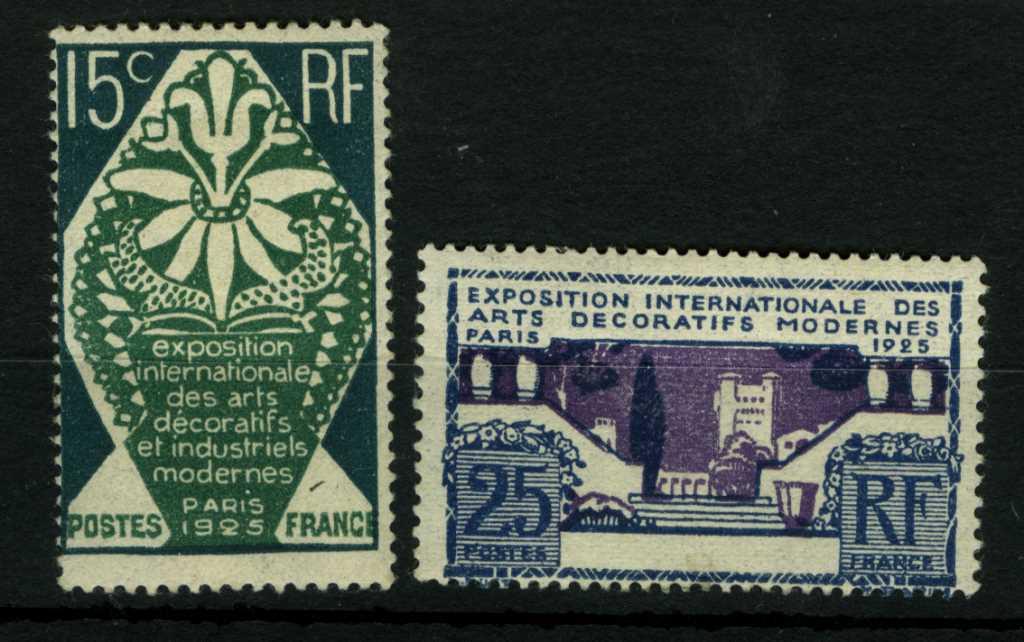 15c RF
exposition
internationale
des arts
décoratifs
et industriels
modernes
PARIS
1925
POSTES FRANCE
EXPOSITION INTERNATIONALE DES
ARTS DECORATIFS MODERNES
PARIS 1925
25 RF
POSTES FRANCE